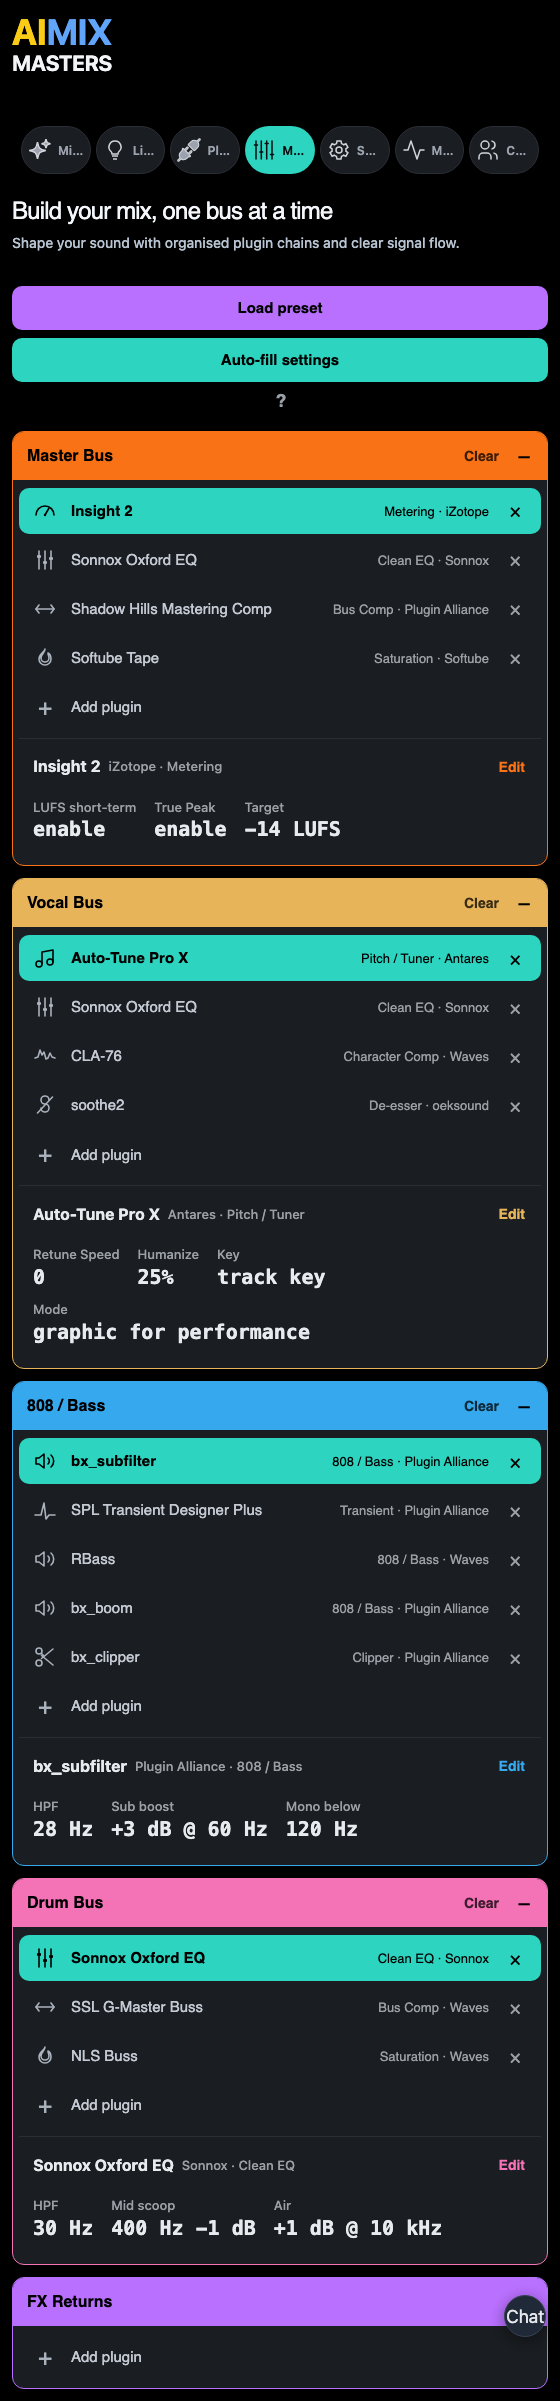 AIMIX
MASTERS
Mi...
Li...
Pl...
M...
S...
M...
C...
Build your mix, one bus at a time
Shape your sound with organised plugin chains and clear signal flow.
Load preset
Auto-fill settings
?
Master Bus Clear −
Insight 2 Metering · iZotope ×
Sonnox Oxford EQ Clean EQ · Sonnox ×
Shadow Hills Mastering Comp Bus Comp · Plugin Alliance ×
Softube Tape Saturation · Softube ×
+ Add plugin
Insight 2 iZotope · Metering Edit
LUFS short-term True Peak Target
enable enable −14 LUFS
Vocal Bus Clear −
Auto-Tune Pro X Pitch / Tuner · Antares ×
Sonnox Oxford EQ Clean EQ · Sonnox ×
CLA-76 Character Comp · Waves ×
soothe2 De-esser · oeksound ×
+ Add plugin
Auto-Tune Pro X Antares · Pitch / Tuner Edit
Retune Speed Humanize Key
0 25% track key
Mode
graphic for performance
808 / Bass Clear −
bx_subfilter 808 / Bass · Plugin Alliance ×
SPL Transient Designer Plus Transient · Plugin Alliance ×
RBass 808 / Bass · Waves ×
bx_boom 808 / Bass · Plugin Alliance ×
bx_clipper Clipper · Plugin Alliance ×
+ Add plugin
bx_subfilter Plugin Alliance · 808 / Bass Edit
HPF Sub boost Mono below
28 Hz +3 dB @ 60 Hz 120 Hz
Drum Bus Clear −
Sonnox Oxford EQ Clean EQ · Sonnox ×
SSL G-Master Buss Bus Comp · Waves ×
NLS Buss Saturation · Waves ×
+ Add plugin
Sonnox Oxford EQ Sonnox · Clean EQ Edit
HPF Mid scoop Air
30 Hz 400 Hz −1 dB +1 dB @ 10 kHz
FX Returns
Chat
+ Add plugin